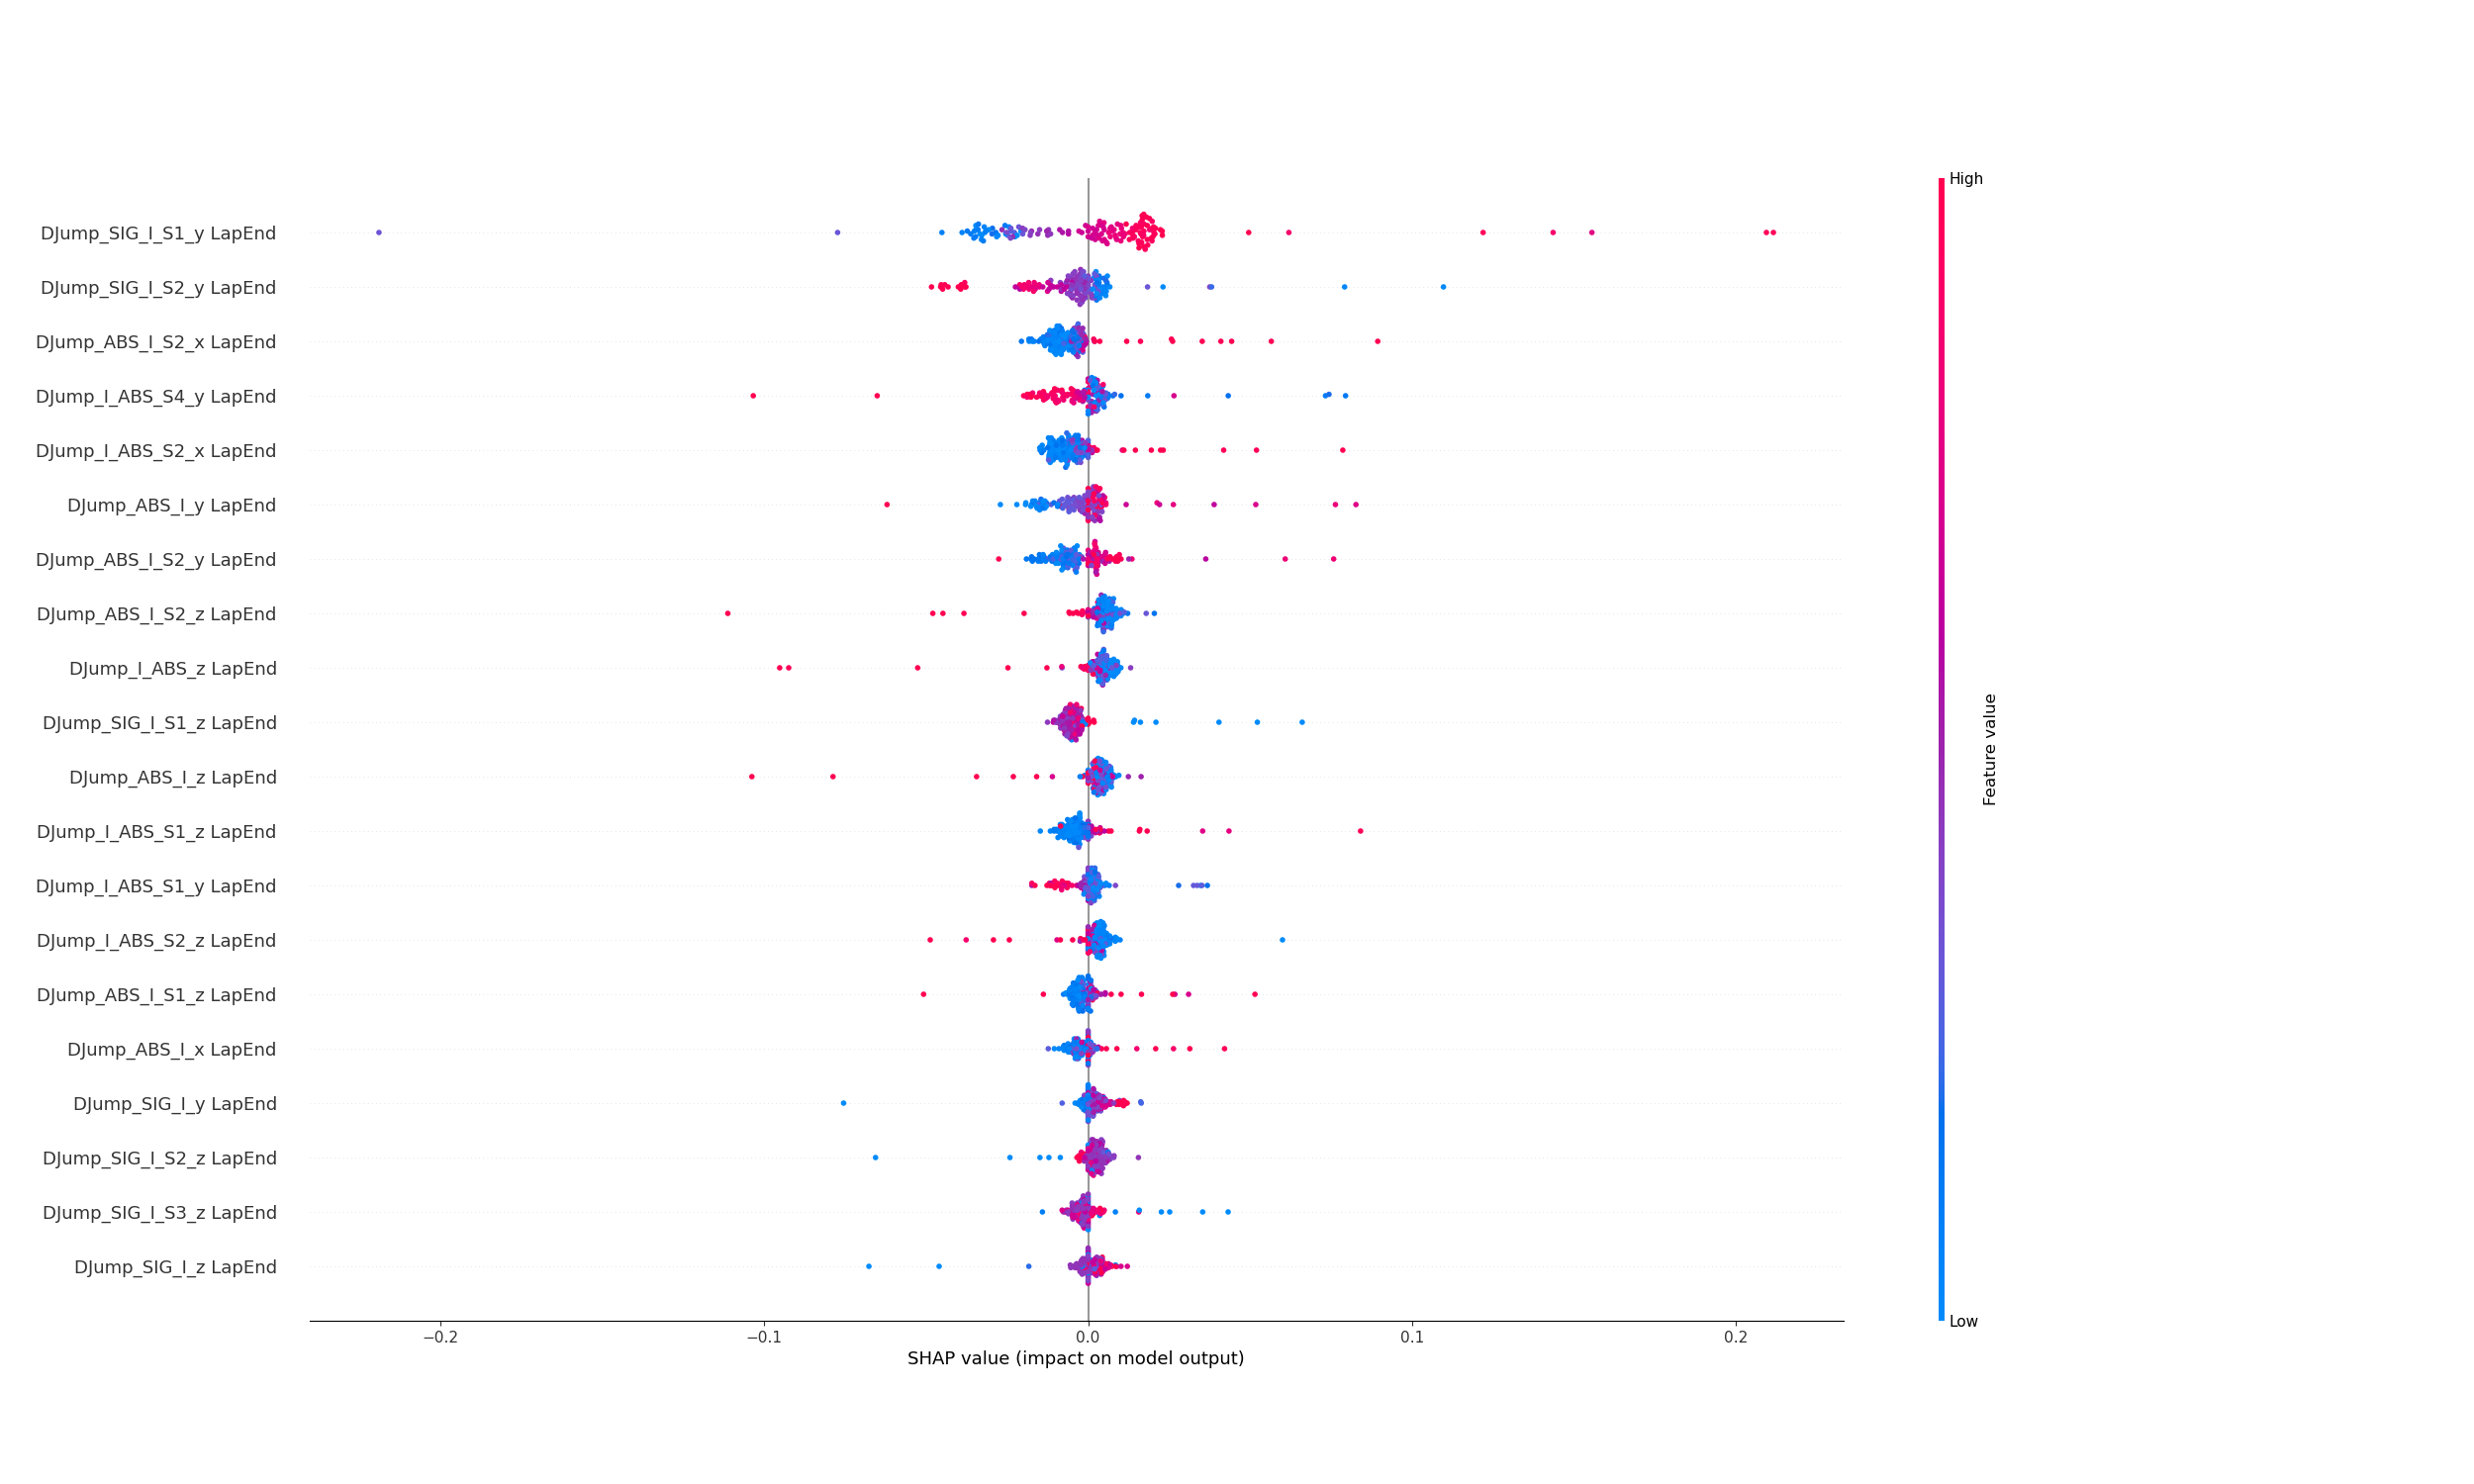 High
DJump_SIG_I_S1_y LapEnd
DJump_SIG_I_S2_y LapEnd
DJump_ABS_I_S2_x LapEnd
DJump_I_ABS_S4_y LapEnd
DJump_I_ABS_S2_x LapEnd
DJump_ABS_I_y LapEnd
DJump_ABS_I_S2_y LapEnd
DJump_ABS_I_S2_z LapEnd
DJump_I_ABS_z LapEnd
DJump_SIG_I_S1_z LapEnd
DJump_ABS_I_z LapEnd
DJump_I_ABS_S1_z LapEnd
DJump_I_ABS_S1_y LapEnd
DJump_I_ABS_S2_z LapEnd
DJump_ABS_I_S1_z LapEnd
DJump_ABS_I_x LapEnd
DJump_SIG_I_y LapEnd
DJump_SIG_I_S2_z LapEnd
DJump_SIG_I_S3_z LapEnd
DJump_SIG_I_z LapEnd
Feature value
Low
−0.2 −0.1 0.0 0.1 0.2
SHAP value (impact on model output)